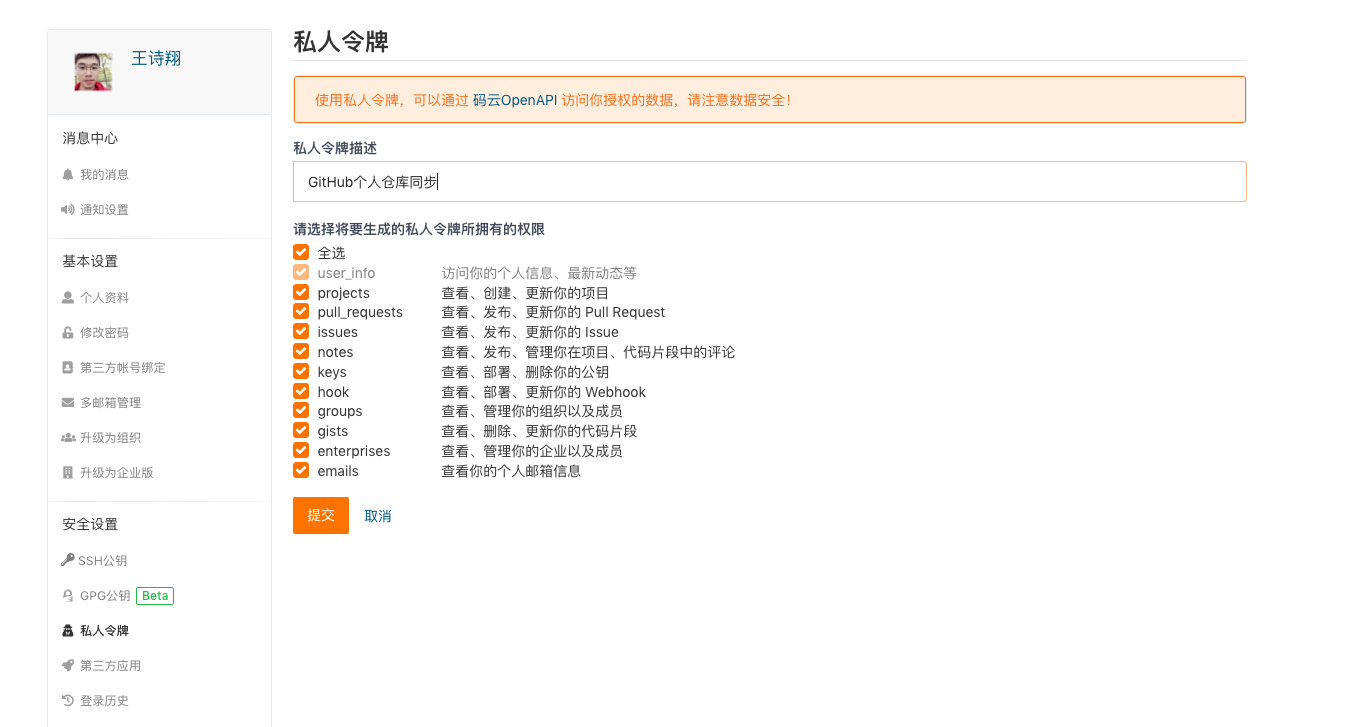 王诗翔
消息中心
我的消息
通知设置
基本设置
个人资料
修改密码
第三方帐号绑定
多邮箱管理
升级为组织
升级为企业版
安全设置
SSH公钥
GPG公钥 Beta
私人令牌
第三方应用
登录历史
私人令牌
使用私人令牌，可以通过 码云OpenAPI 访问你授权的数据，请注意数据安全！
私人令牌描述
GitHub个人仓库同步
请选择将要生成的私人令牌所拥有的权限
全选
user_info 访问你的个人信息、最新动态等
projects 查看、创建、更新你的项目
pull_requests 查看、发布、更新你的 Pull Request
issues 查看、发布、更新你的 Issue
notes 查看、发布、管理你在项目、代码片段中的评论
keys 查看、部署、删除你的公钥
hook 查看、部署、更新你的 Webhook
groups 查看、管理你的组织以及成员
gists 查看、删除、更新你的代码片段
enterprises 查看、管理你的企业以及成员
emails 查看你的个人邮箱信息
提交 取消